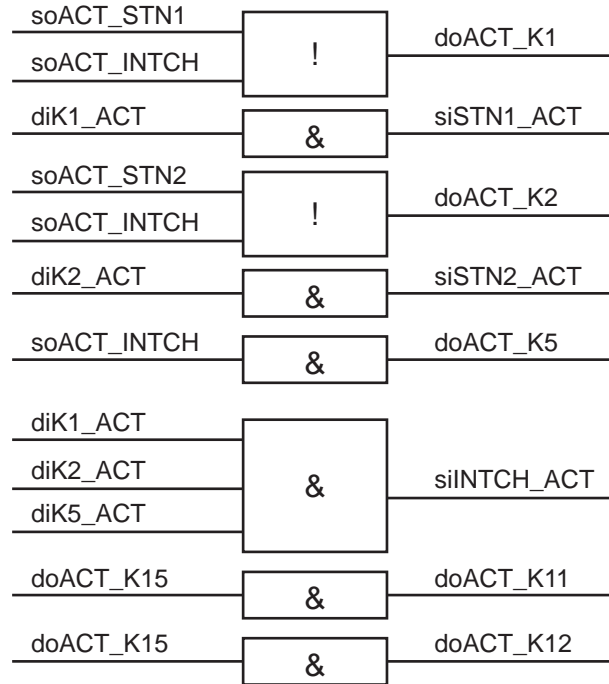 soACT_STN1
soACT_INTCH
!
doACT_K1
diK1_ACT
&
siSTN1_ACT
soACT_STN2
soACT_INTCH
!
doACT_K2
diK2_ACT
&
siSTN2_ACT
soACT_INTCH
&
doACT_K5
diK1_ACT
diK2_ACT
diK5_ACT
&
siINTCH_ACT
doACT_K15
&
doACT_K11
doACT_K15
&
doACT_K12